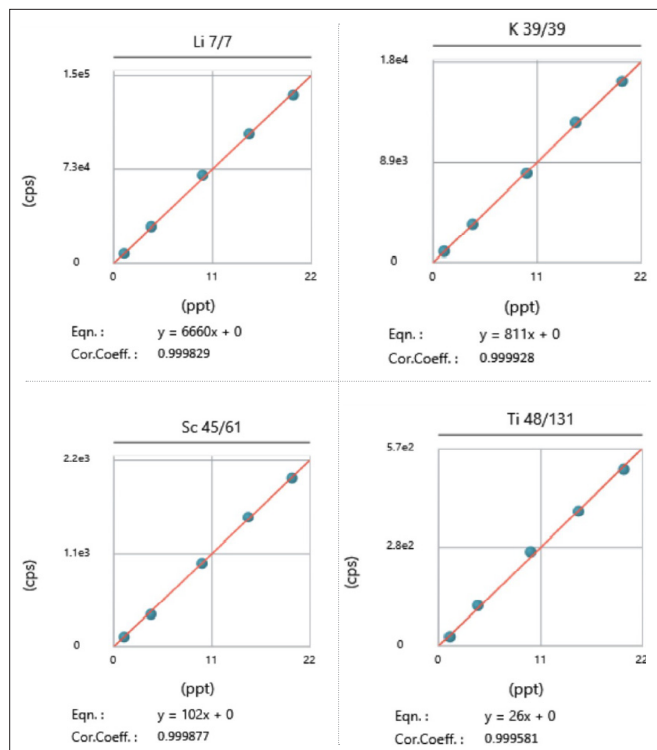 Li 7/7
1.5e5
7.3e4
0
(cps)
0 11 22
(ppt)
Eqn. : y = 6660x + 0
Cor.Coeff. : 0.999829
K 39/39
1.8e4
8.9e3
0
(cps)
0 11 22
(ppt)
Eqn. : y = 811x + 0
Cor.Coeff. : 0.999928
Sc 45/61
2.2e3
1.1e3
0
(cps)
0 11 22
(ppt)
Eqn. : y = 102x + 0
Cor.Coeff. : 0.999877
Ti 48/131
5.7e2
2.8e2
0
(cps)
0 11 22
(ppt)
Eqn. : y = 26x + 0
Cor.Coeff. : 0.999581